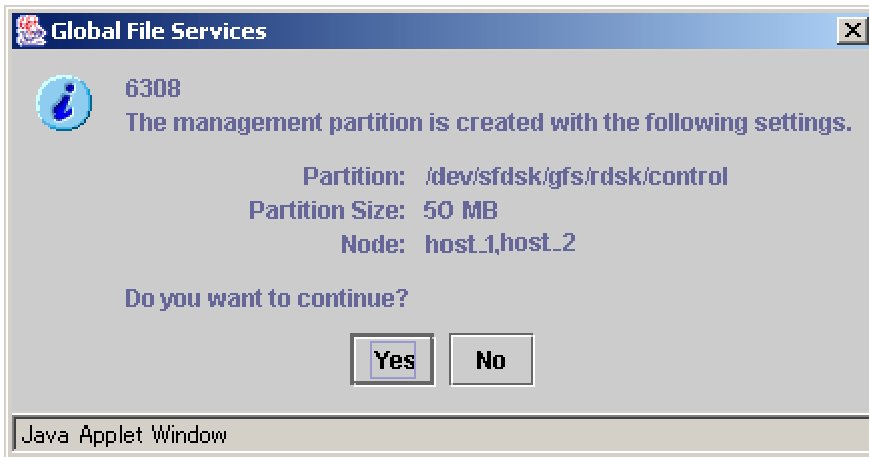 Global File Services
6308
The management partition is created with the following settings.
Partition: /dev/sfdsk/gfs/rdsk/control
Partition Size: 50 MB
Node: host_1,host_2
Do you want to continue?
Yes No
Java Applet Window